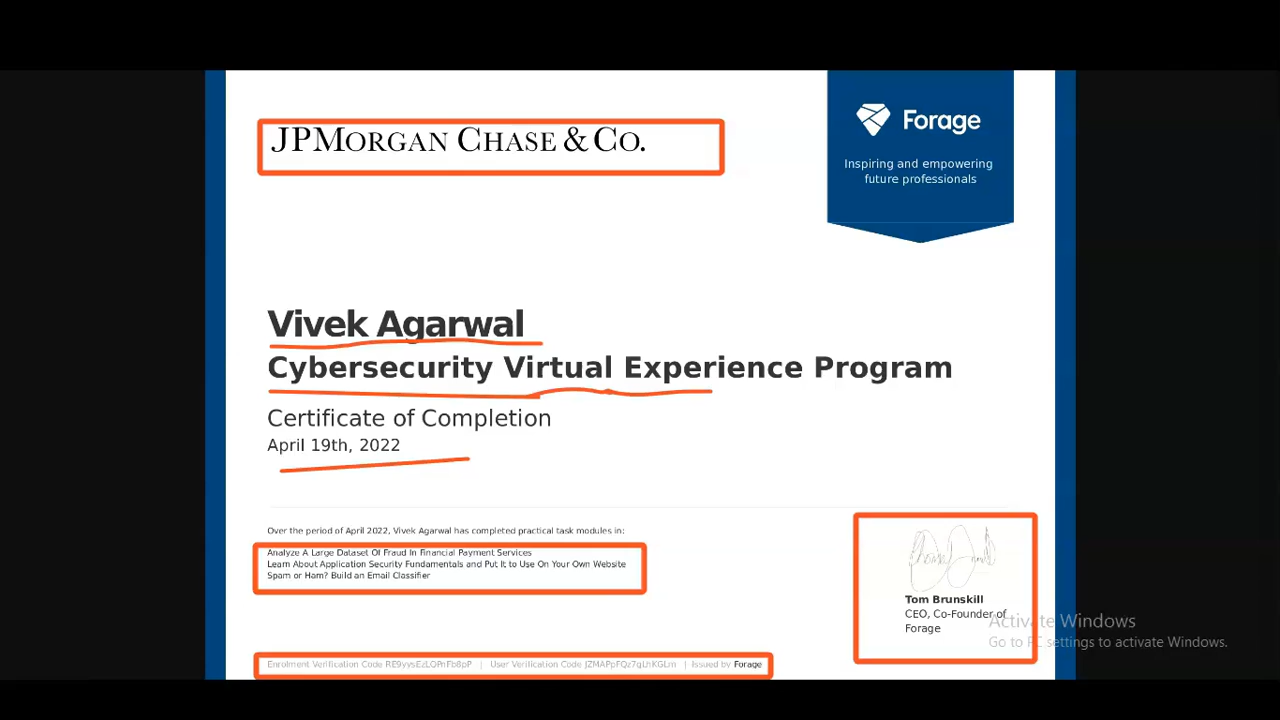 JPMORGAN CHASE & CO.
Forage
Inspiring and empowering
future professionals
Vivek Agarwal
Cybersecurity Virtual Experience Program
Certificate of Completion
April 19th, 2022
Over the period of April 2022, Vivek Agarwal has completed practical task modules in:
Analyze A Large Dataset Of Fraud In Financial Payment Services
Learn About Application Security Fundamentals and Put It to Use On Your Own Website
Spam or Ham? Build an Email Classifier
Tom Brunskill
CEO, Co-Founder of
Forage
Activate Windows
Go to PC settings to activate Windows.
Enrolment Verification Code | User Verification Code | Issued by Forage